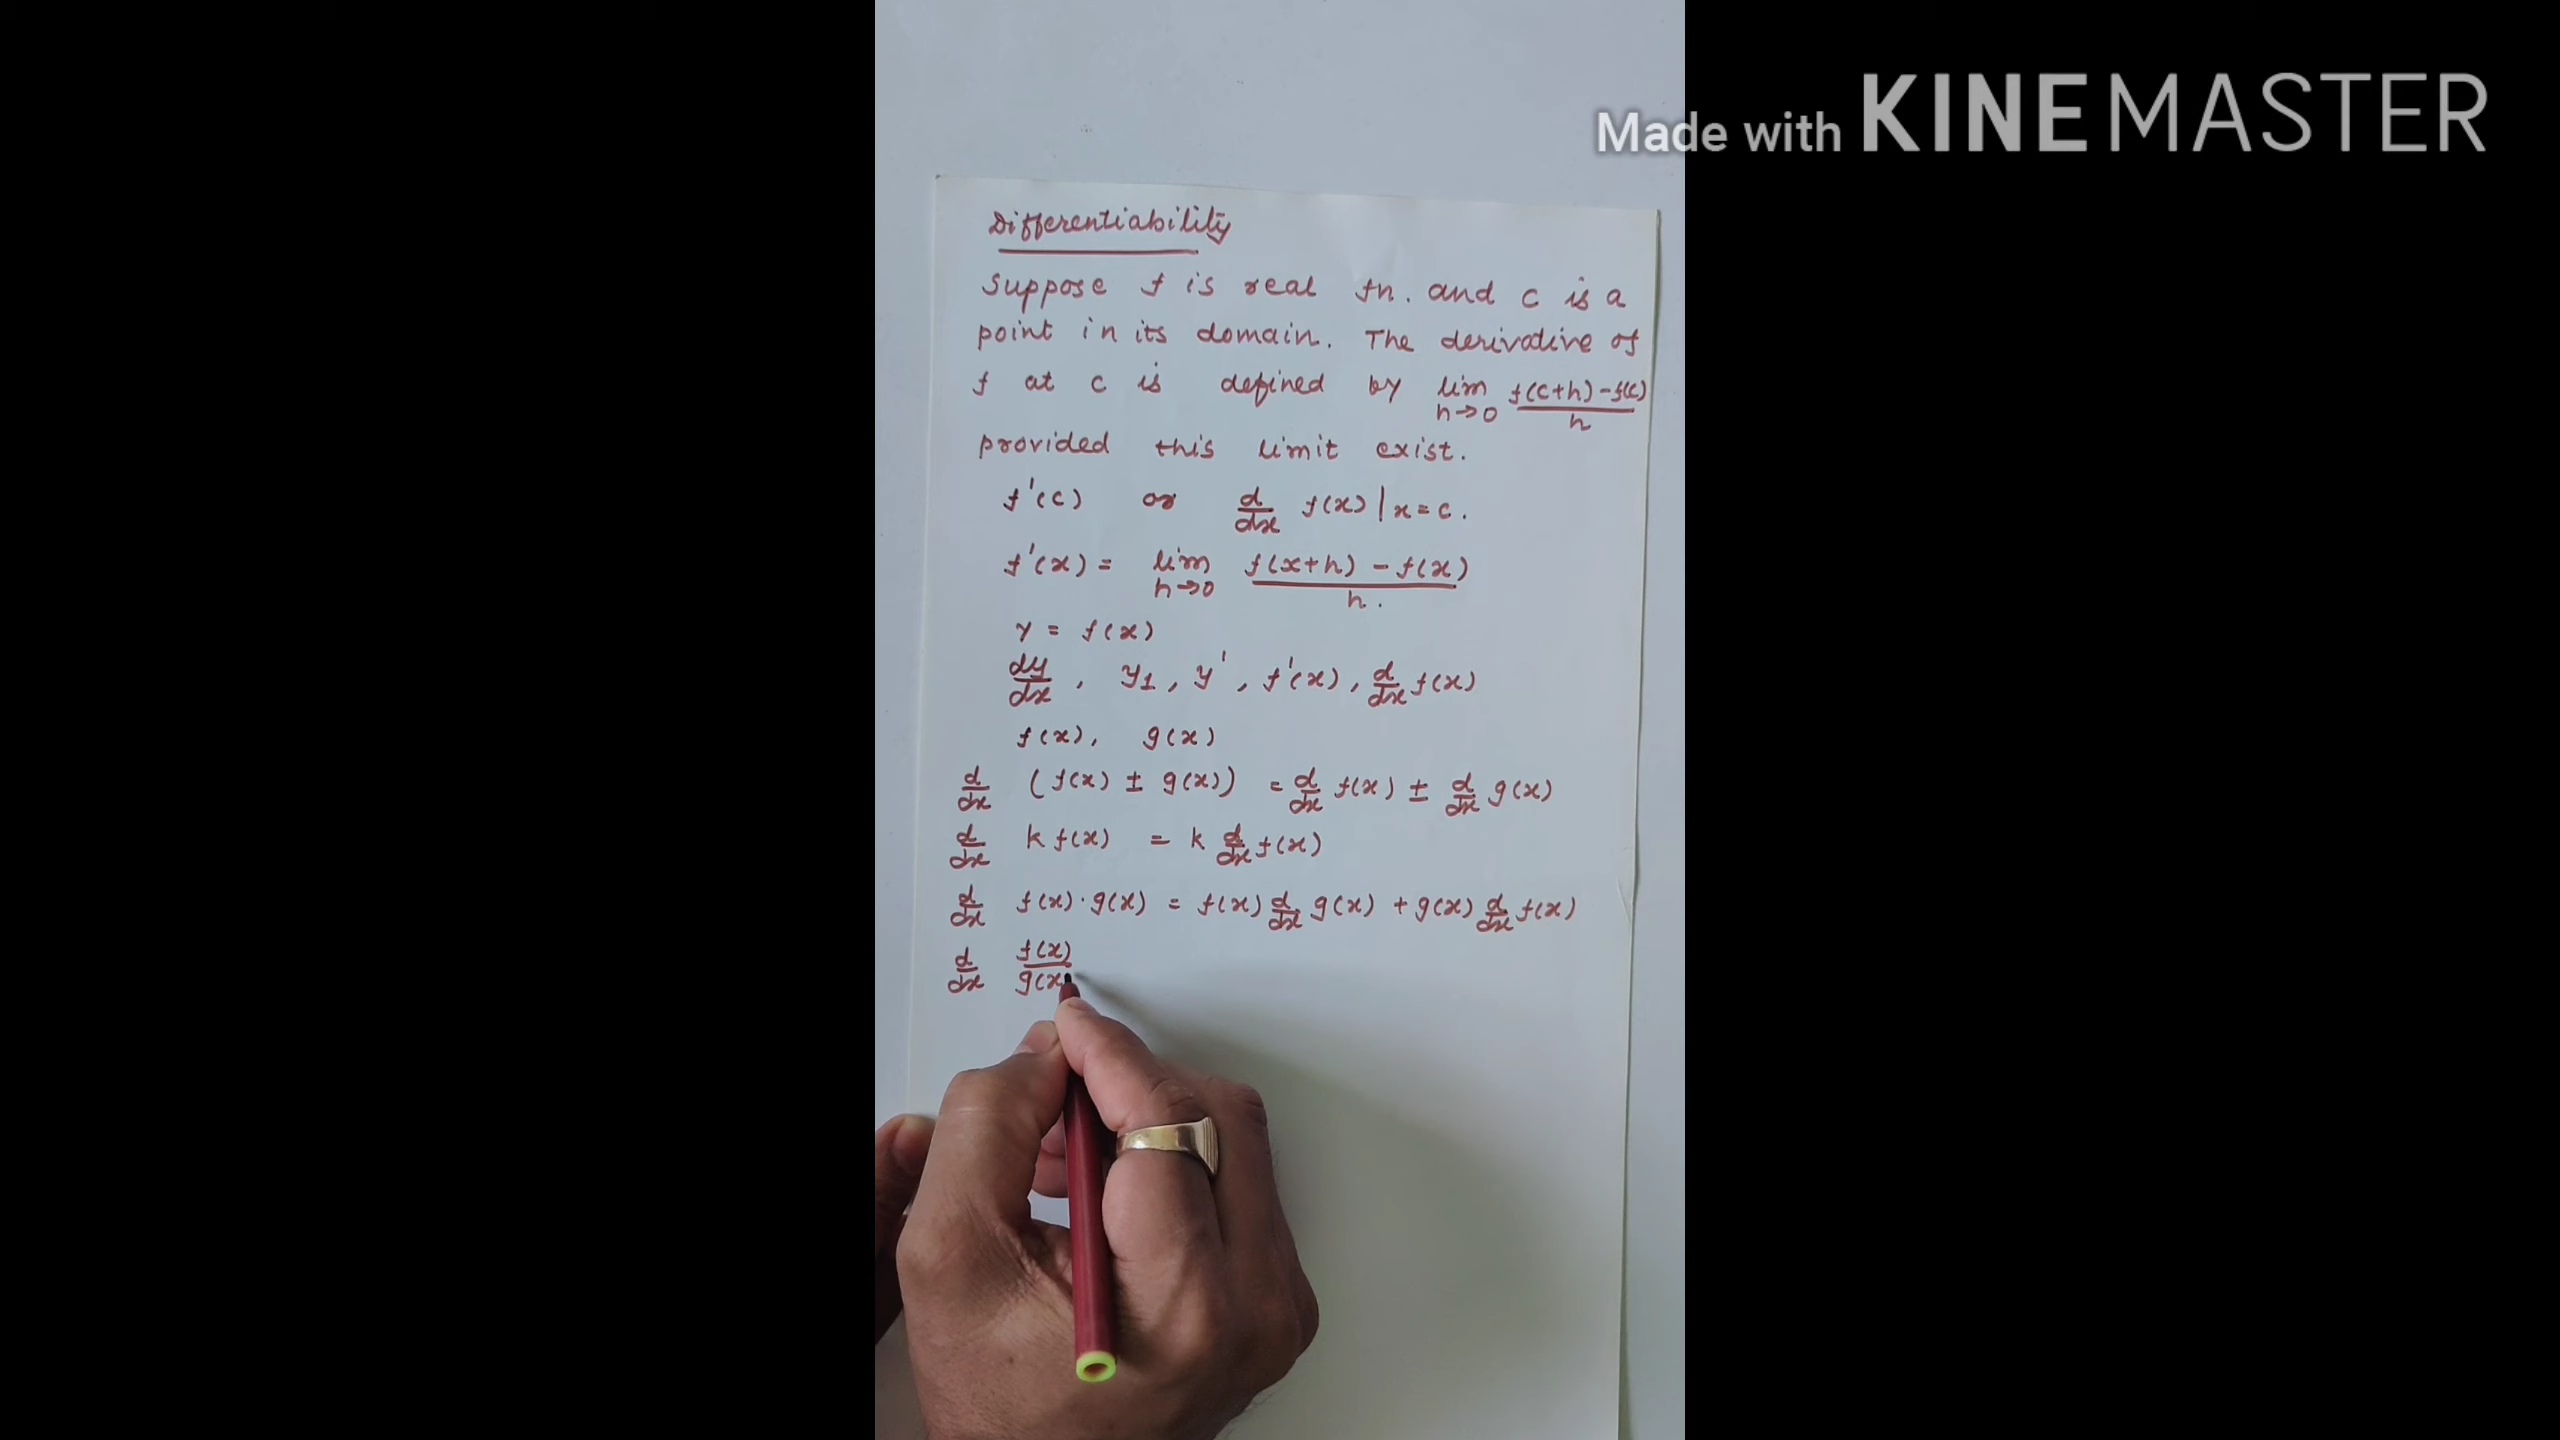 Made with KINEMASTER
Differentiability
Suppose f is real fn. and c is a
point in its domain. The derivative of
f at c is defined by lim h→0 f(c+h)-f(c)/h
provided this limit exist.
f'(c) or d/dx f(x)|x=c.
f'(x) = lim h→0 f(x+h) - f(x)/h.
Y = f(x)
dy/dx, y1, y', f'(x), d/dx f(x)
f(x), g(x)
d/dx (f(x) ± g(x)) = d/dx f(x) ± d/dx g(x)
d/dx k f(x) = k d/dx f(x)
d/dx f(x)·g(x) = f(x) d/dx g(x) + g(x) d/dx f(x)
d/dx f(x)/g(x